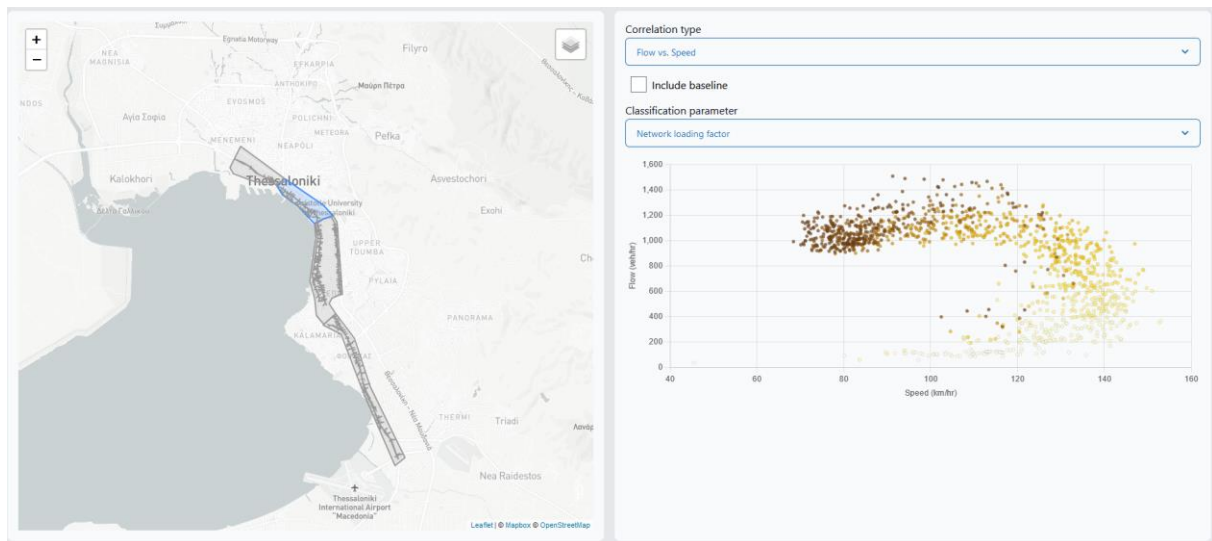 +
−
Egnatia Motorway
NEA
MAGNISIA
Filyro
EFKARPIA
ANTHOKIPO
Μαύρη Πέτρα
NDOS
EVOSMOS
Αγία Σοφία
POLICHNI
METEORA
Pefka
MENEMENI
NEAPOLI
Kalokhori
Thessaloniki
Asvestochori
University
Thessaloniki
Δέλτα Γαλλικού
Exohi
UPPER
TOUMBA
PYLAIA
PANORAMA
KALAMARIA
THERMI
Triadi
Nea Raidestos
Thessaloniki
International Airport
"Macedonia"
Leaflet | © Mapbox © OpenStreetMap
Correlation type
Flow vs. Speed
Include baseline
Classification parameter
Network loading factor
1,600
1,400
1,200
1,000
800
600
400
200
0
Flow (veh/hr)
40 60 80 100 120 140 160
Speed (km/hr)